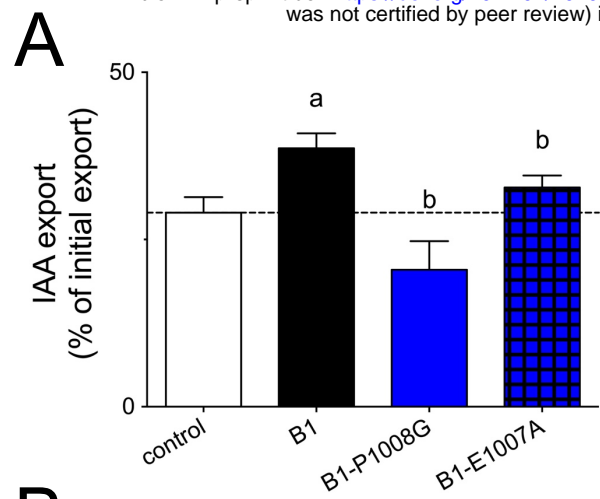 was not certified by peer review) i
A
50
a
b
b
IAA export
(% of initial export)
0
control
B1
B1-P1008G
B1-E1007A